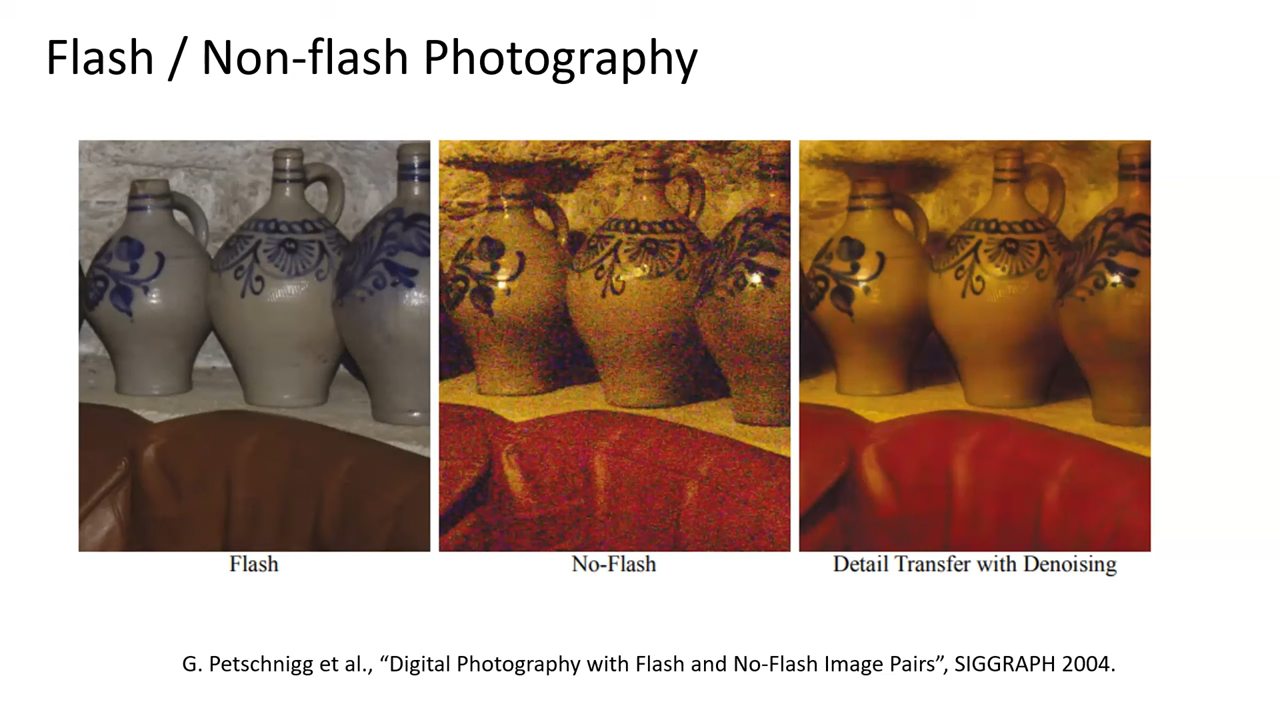 Flash / Non-flash Photography
Flash
No-Flash
Detail Transfer with Denoising
G. Petschnigg et al., “Digital Photography with Flash and No-Flash Image Pairs”, SIGGRAPH 2004.